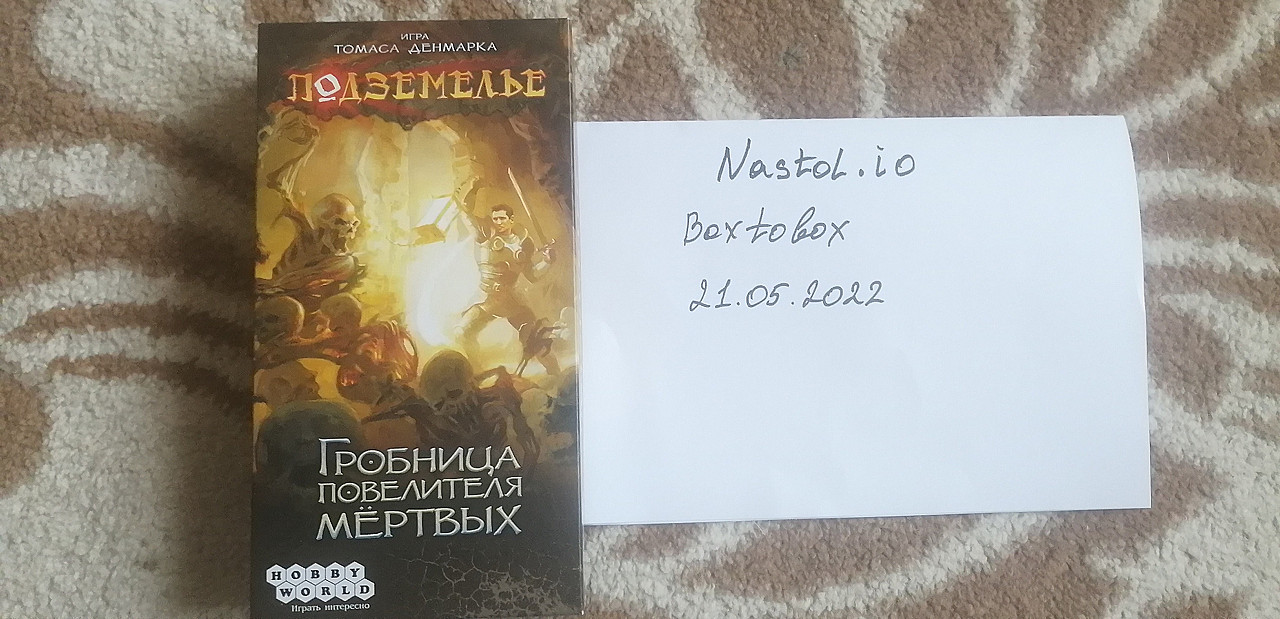 ИГРА
ТОМАСА ДЕНМАРКА
ПОДЗЕМЕЛЬЕ
ГРОБНИЦА
ПОВЕЛИТЕЛЯ
МЁРТВЫХ
HOBBY
WORLD
Играть интересно
Nastol.io
Boxtobox
21.05.2022